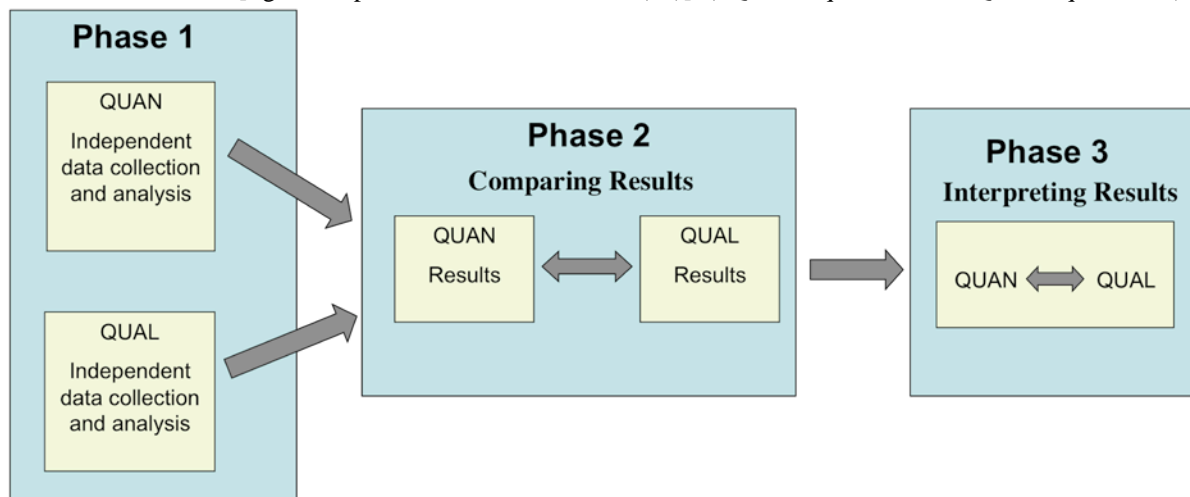 Phase 1
QUAN
Independent
data collection
and analysis
QUAL
Independent
data collection
and analysis
Phase 2
Comparing Results
QUAN
Results
QUAL
Results
Phase 3
Interpreting Results
QUAN
QUAL